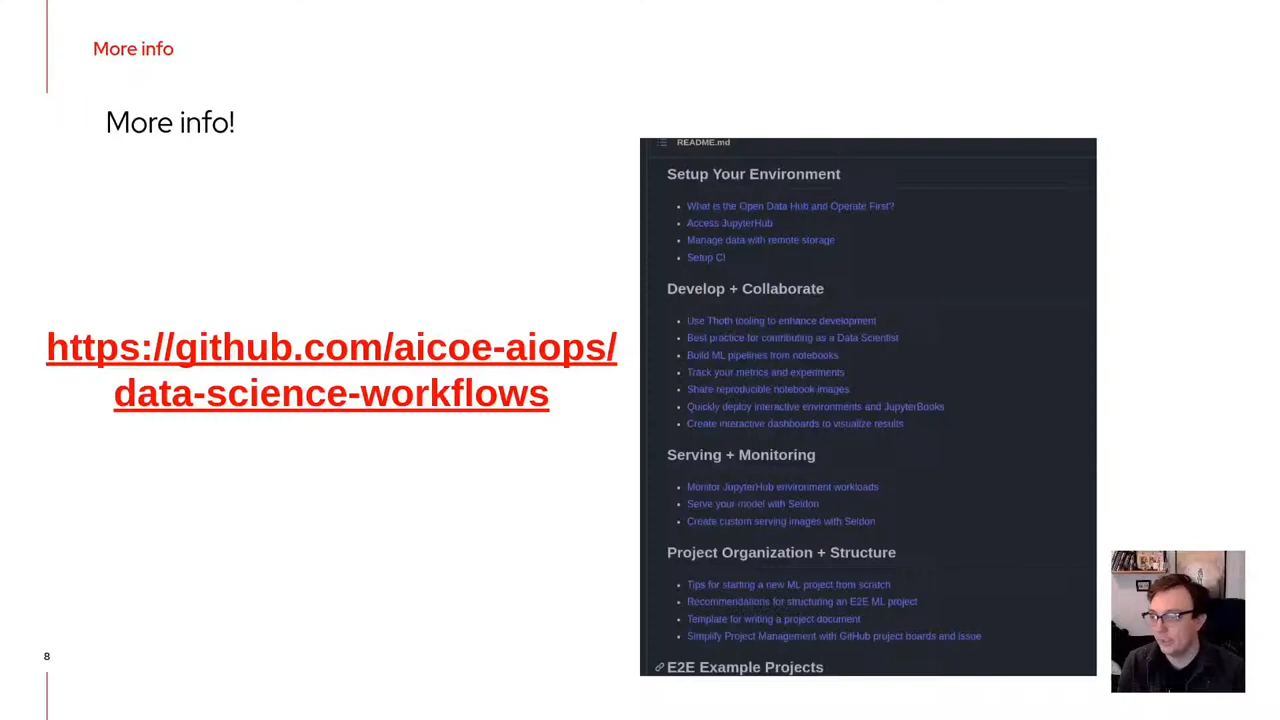 More info
More info!
https://github.com/aicoe-aiops/
data-science-workflows
README.md
Setup Your Environment
What is the Open Data Hub and Operate First?
Access JupyterHub
Manage data with remote storage
Setup CI
Develop + Collaborate
Use Thoth tooling to enhance development
Best practice for contributing as a Data Scientist
Build ML pipelines from notebooks
Track your metrics and experiments
Share reproducible notebook images
Quickly deploy interactive environments and JupyterBooks
Create interactive dashboards to visualize results
Serving + Monitoring
Monitor JupyterHub environment workloads
Serve your model with Seldon
Create custom serving images with Seldon
Project Organization + Structure
Tips for starting a new ML project from scratch
Recommendations for structuring an E2E ML project
Template for writing a project document
Simplify Project Management with GitHub project boards and issue
E2E Example Projects
8